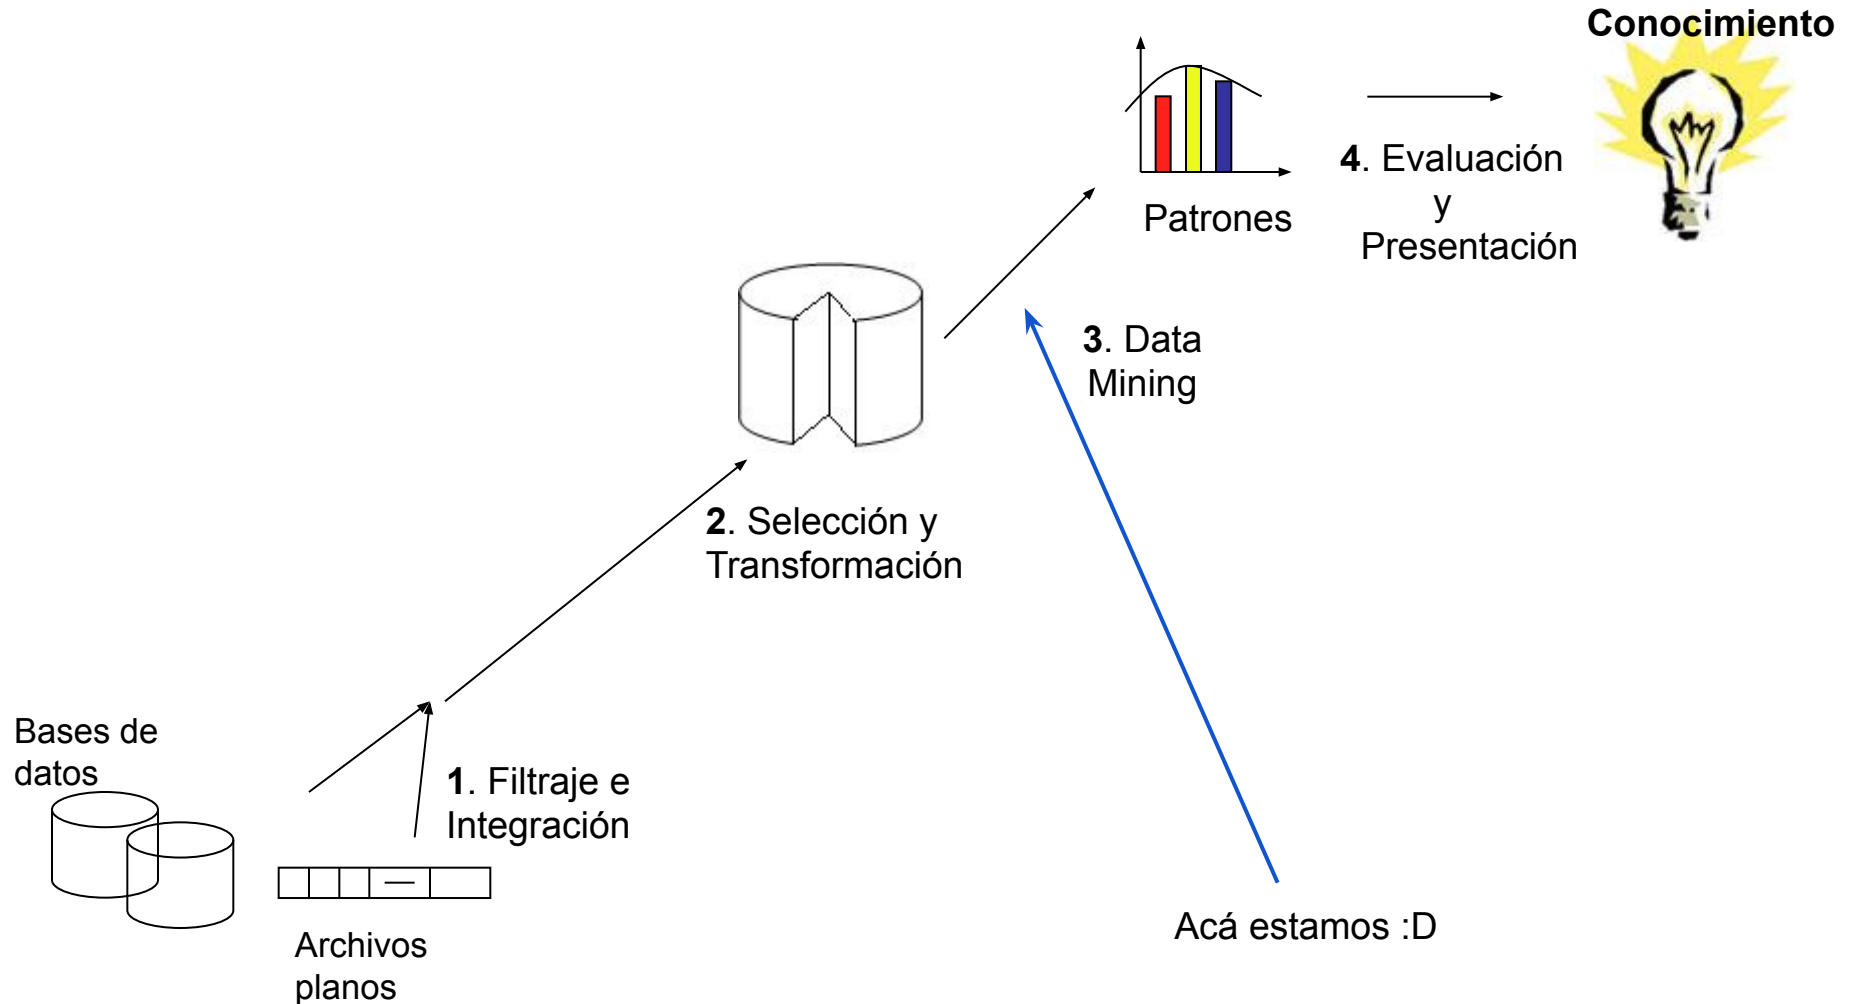 Conocimiento
4. Evaluación
y
Presentación
Patrones
3. Data
Mining
2. Selección y
Transformación
Bases de
datos
1. Filtraje e
Integración
Archivos
planos
Acá estamos :D